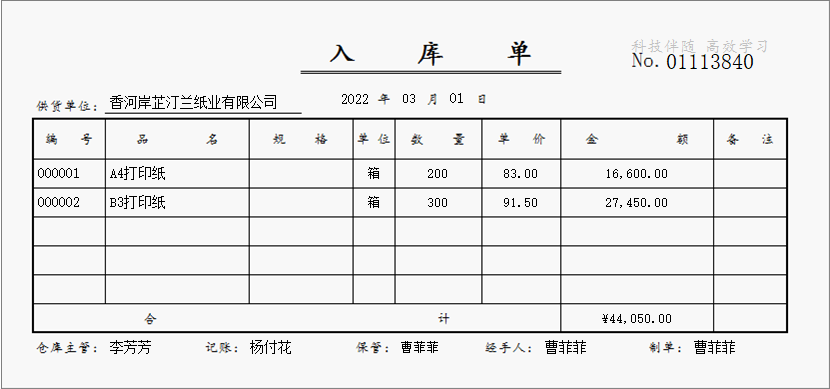 入 库 单
科技伴随 高效学习
No. 01113840
供货单位: 香河岸芷汀兰纸业有限公司 2022 年 03 月 01 日
编 号 品 名 规 格 单 位 数 量 单 价 金 额 备 注
000001 A4打印纸 箱 200 83.00 16,600.00
000002 B3打印纸 箱 300 91.50 27,450.00
合 计 ¥44,050.00
仓库主管: 李芳芳 记账: 杨付花 保管: 曹菲菲 经手人: 曹菲菲 制单: 曹菲菲